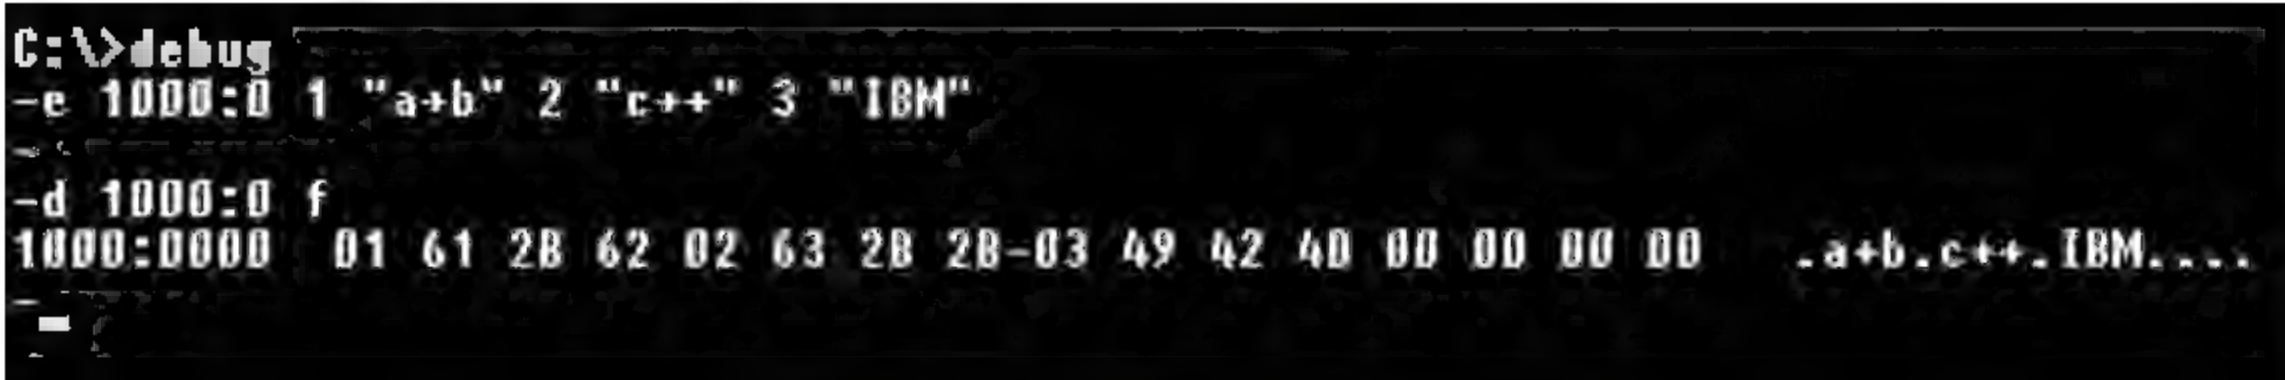 C:\>debug
-e 1000:0 1 "a+b" 2 "c++" 3 "IBM"
-
-d 1000:0 f
1000:0000 01 61 2B 62 02 63 2B 2B-03 49 42 4D 00 00 00 00 .a+b.c++.IBM....
-